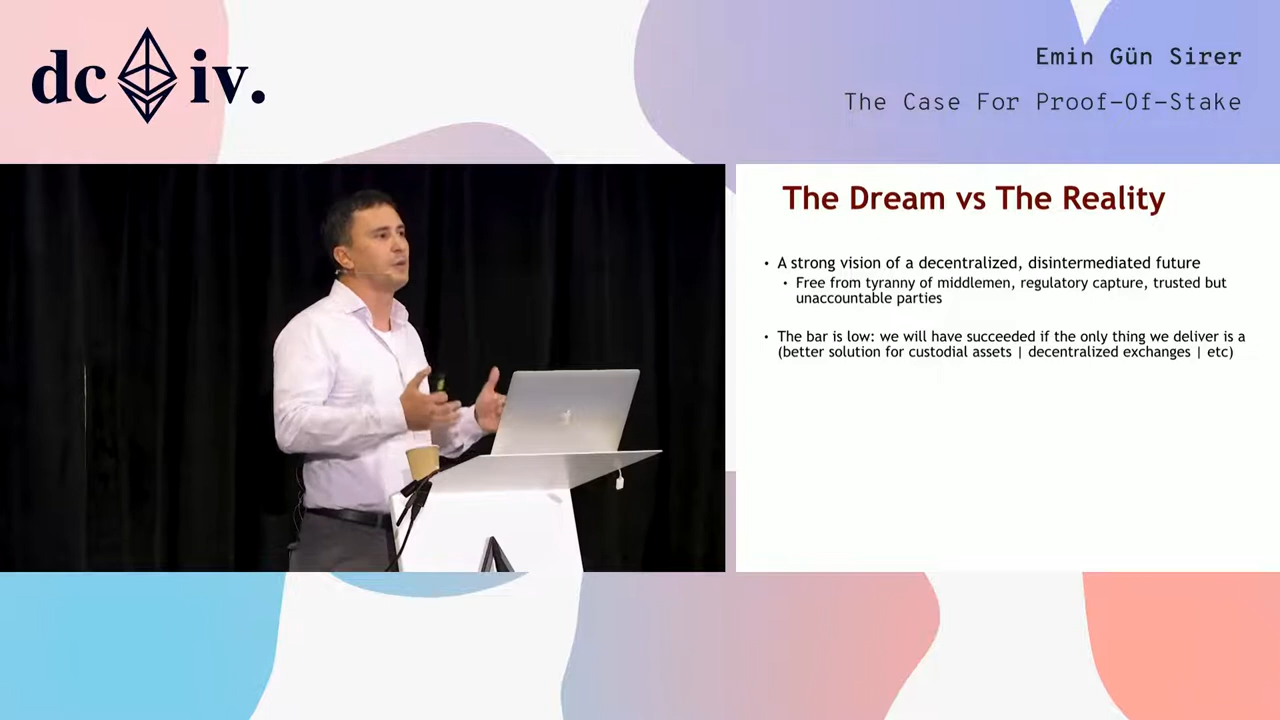 dc iv.
Emin Gün Sirer
The Case For Proof-Of-Stake
The Dream vs The Reality
• A strong vision of a decentralized, disintermediated future
• Free from tyranny of middlemen, regulatory capture, trusted but
unaccountable parties
• The bar is low: we will have succeeded if the only thing we deliver is a
(better solution for custodial assets | decentralized exchanges | etc)